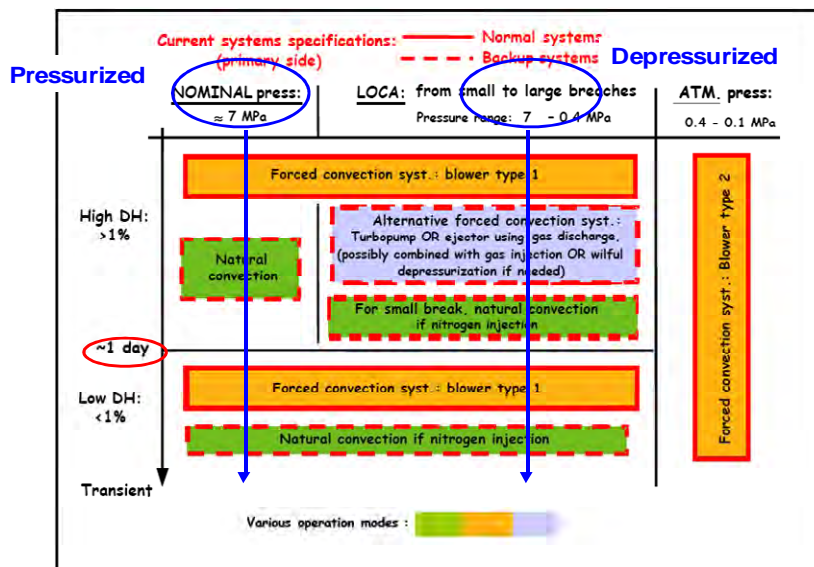 Current systems specifications: Normal systems
(primary side) Backup systems
Pressurized
Depressurized
NOMINAL press:
≈ 7 MPa
LOCA: from small to large breaches
Pressure range: 7 - 0.4 MPa
ATM. press:
0.4 - 0.1 MPa
High DH:
>1%
Forced convection syst.: blower type 1
Natural
convection
Alternative forced convection syst.:
Turbopump OR ejector using gas discharge,
(possibly combined with gas injection OR wilful
depressurization if needed)
For small break, natural convection
if nitrogen injection
Forced convection syst.: Blower type 2
~1 day
Low DH:
<1%
Forced convection syst.: blower type 1
Natural convection if nitrogen injection
Transient
Various operation modes :